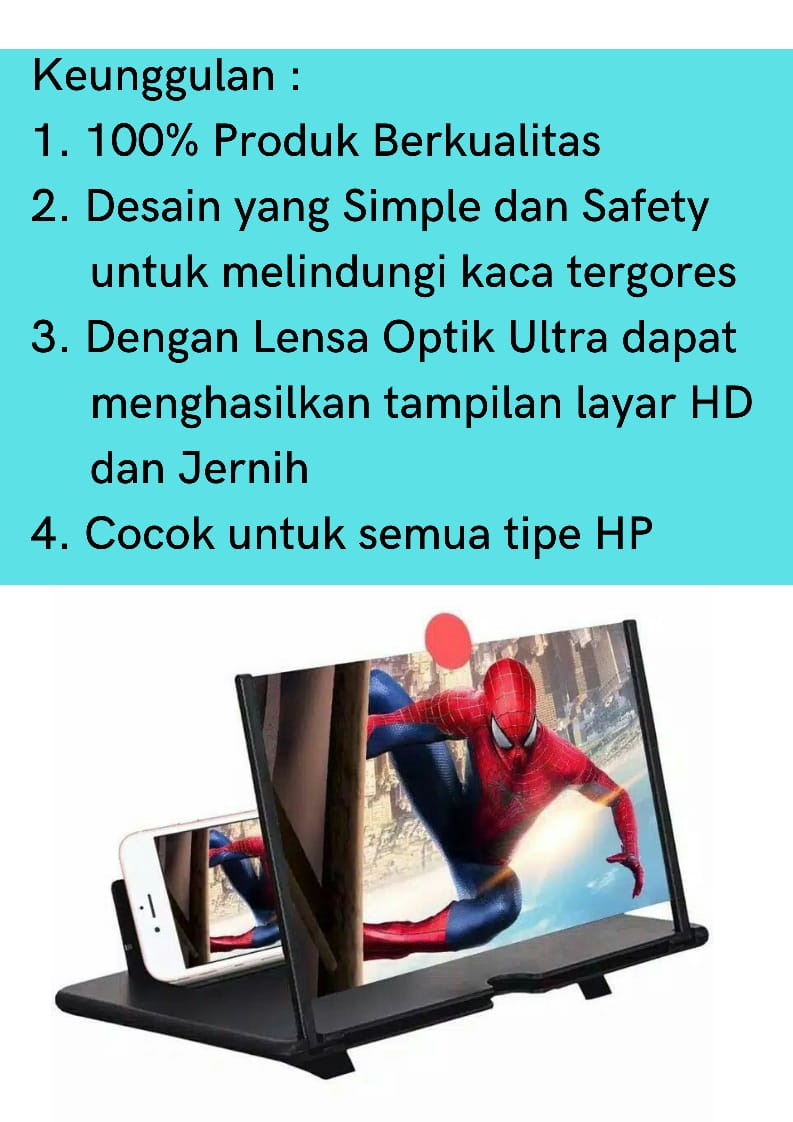 Keunggulan :
1. 100% Produk Berkualitas
2. Desain yang Simple dan Safety
untuk melindungi kaca tergores
3. Dengan Lensa Optik Ultra dapat
menghasilkan tampilan layar HD
dan Jernih
4. Cocok untuk semua tipe HP